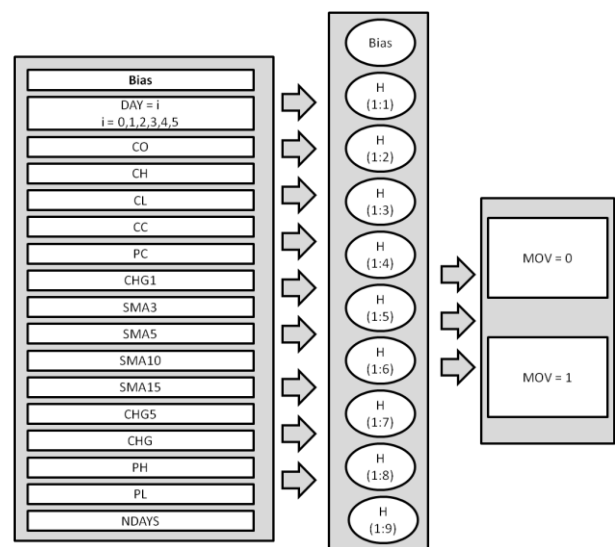 Bias
DAY = i
i = 0,1,2,3,4,5
CO
CH
CL
CC
PC
CHG1
SMA3
SMA5
SMA10
SMA15
CHG5
CHG
PH
PL
NDAYS
Bias
H
(1:1)
H
(1:2)
H
(1:3)
H
(1:4)
H
(1:5)
H
(1:6)
H
(1:7)
H
(1:8)
H
(1:9)
MOV = 0
MOV = 1